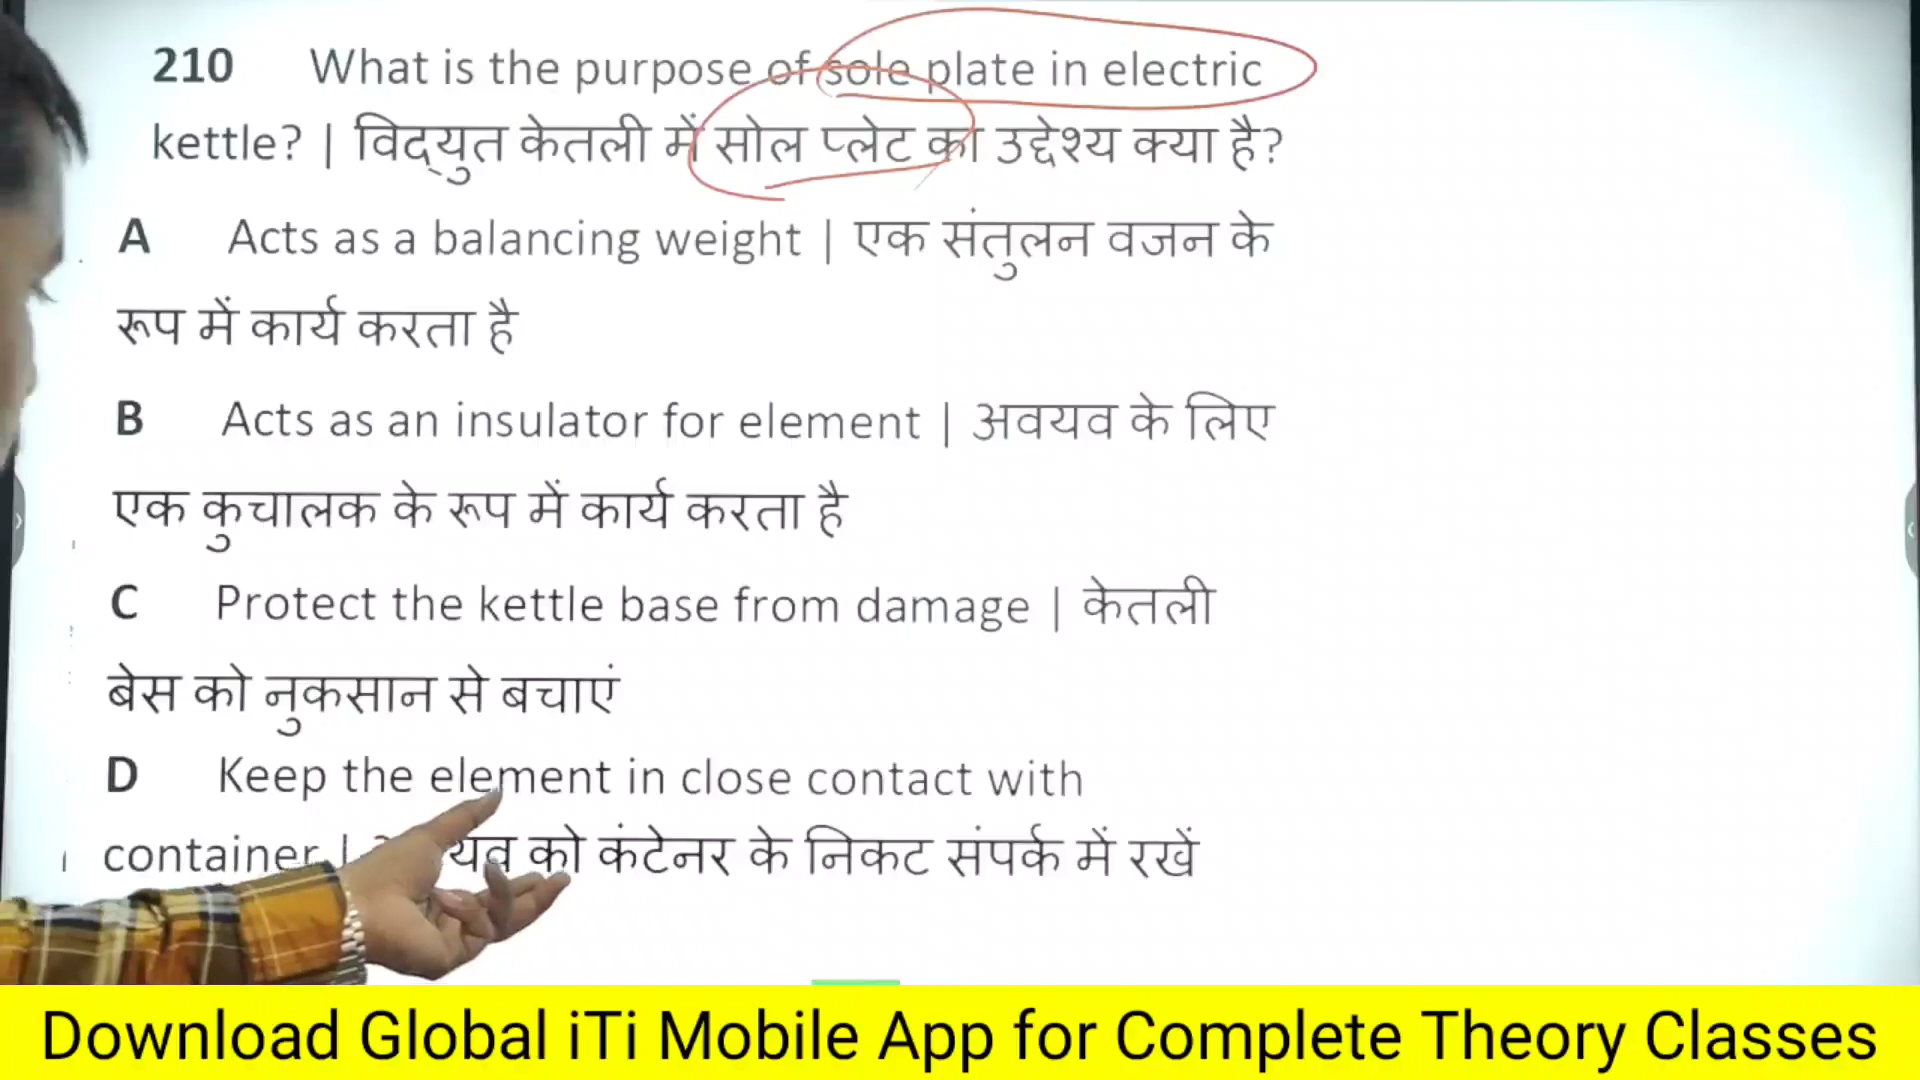 210 What is the purpose of sole plate in electric
kettle? | विद्युत केतली में सोल प्लेट का उद्देश्य क्या है?
A Acts as a balancing weight | एक संतुलन वजन के
रूप में कार्य करता है
B Acts as an insulator for element | अवयव के लिए
एक कुचालक के रूप में कार्य करता है
C Protect the kettle base from damage | केतली
बेस को नुकसान से बचाएं
D Keep the element in close contact with
container | को कंटेनर के निकट संपर्क में रखें
Download Global iTi Mobile App for Complete Theory Classes